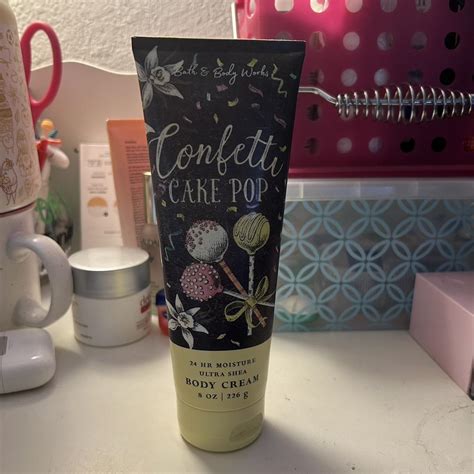 Bath & Body Works
Confetti
CAKE POP
24 HR MOISTURE
ULTRA SHEA
BODY CREAM
8 OZ | 226 g